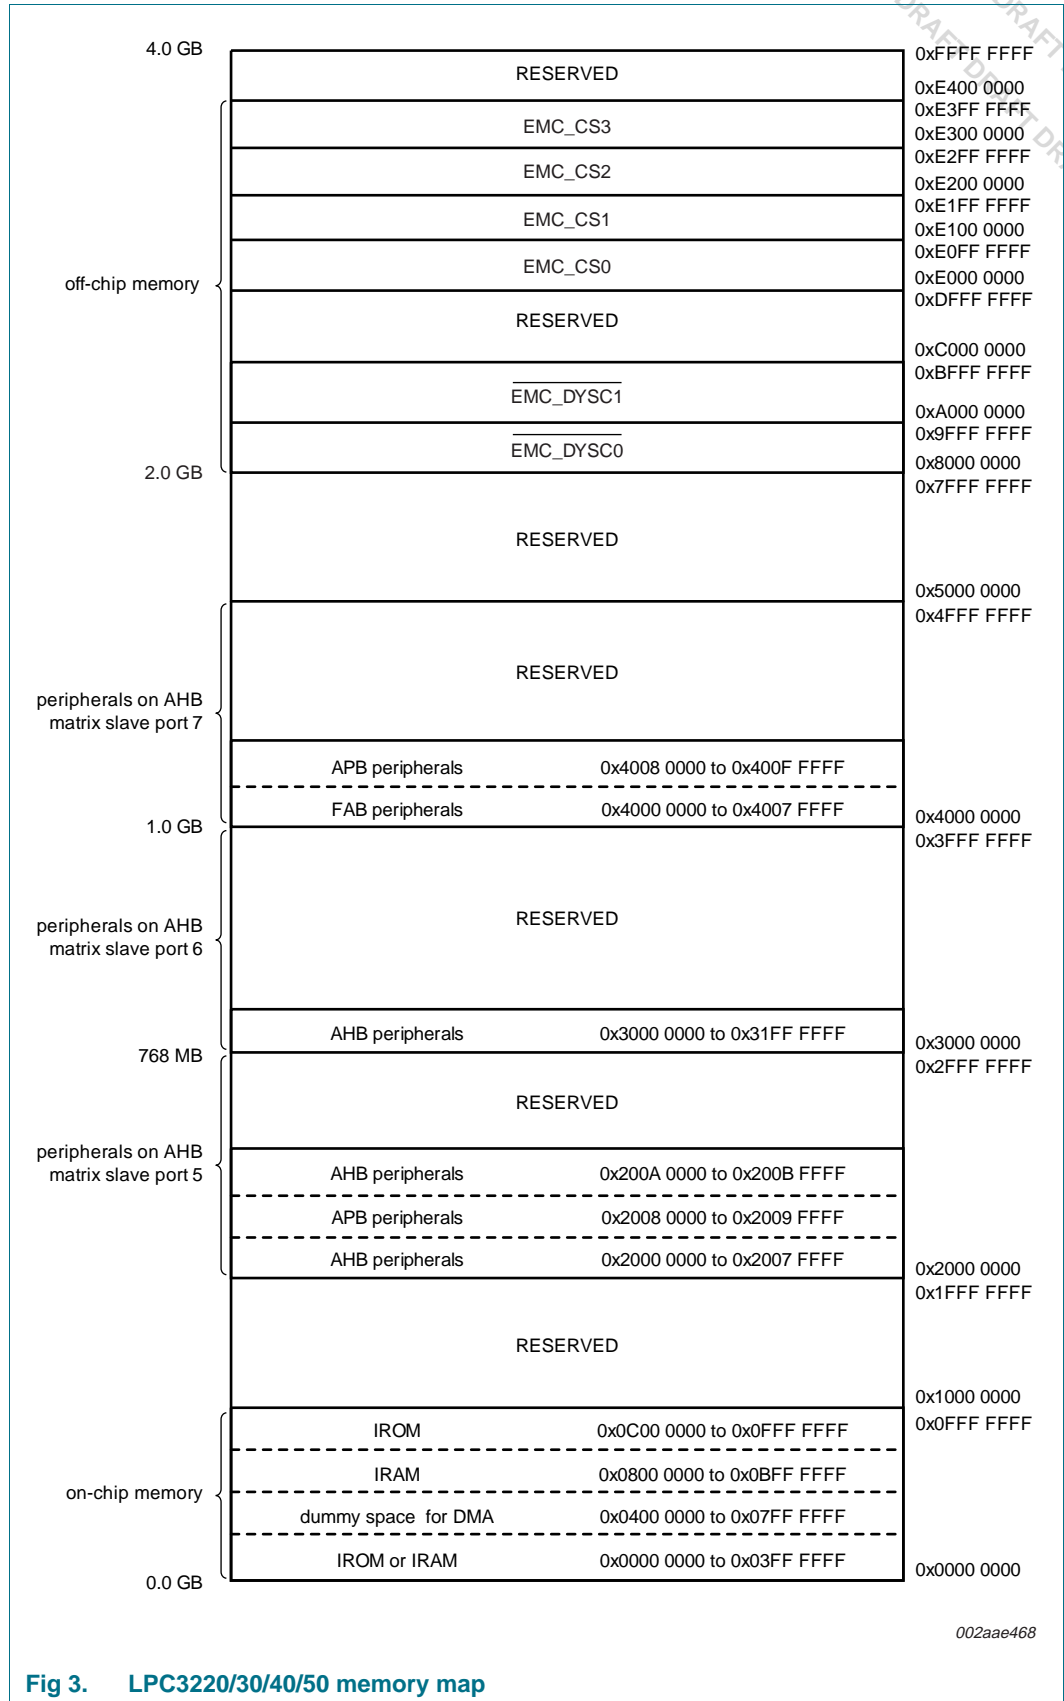 DRAFT DRAFT DRAFT
DRAFT
4.0 GB
0xFFFF FFFF
RESERVED
0xE400 0000
0xE3FF FFFF
EMC_CS3
0xE300 0000
0xE2FF FFFF
EMC_CS2
0xE200 0000
0xE1FF FFFF
EMC_CS1
0xE100 0000
0xE0FF FFFF
EMC_CS0
0xE000 0000
off-chip memory
0xDFFF FFFF
RESERVED
0xC000 0000
0xBFFF FFFF
EMC_DYSC1
0xA000 0000
0x9FFF FFFF
EMC_DYSC0
0x8000 0000
2.0 GB
0x7FFF FFFF
RESERVED
0x5000 0000
0x4FFF FFFF
RESERVED
peripherals on AHB
matrix slave port 7
APB peripherals 0x4008 0000 to 0x400F FFFF
FAB peripherals 0x4000 0000 to 0x4007 FFFF
0x4000 0000
1.0 GB
0x3FFF FFFF
RESERVED
peripherals on AHB
matrix slave port 6
AHB peripherals 0x3000 0000 to 0x31FF FFFF
0x3000 0000
768 MB
0x2FFF FFFF
RESERVED
peripherals on AHB
matrix slave port 5
AHB peripherals 0x200A 0000 to 0x200B FFFF
APB peripherals 0x2008 0000 to 0x2009 FFFF
AHB peripherals 0x2000 0000 to 0x2007 FFFF
0x2000 0000
0x1FFF FFFF
RESERVED
0x1000 0000
0x0FFF FFFF
IROM 0x0C00 0000 to 0x0FFF FFFF
IRAM 0x0800 0000 to 0x0BFF FFFF
on-chip memory
dummy space for DMA 0x0400 0000 to 0x07FF FFFF
IROM or IRAM 0x0000 0000 to 0x03FF FFFF
0x0000 0000
0.0 GB
002aae468
Fig 3. LPC3220/30/40/50 memory map